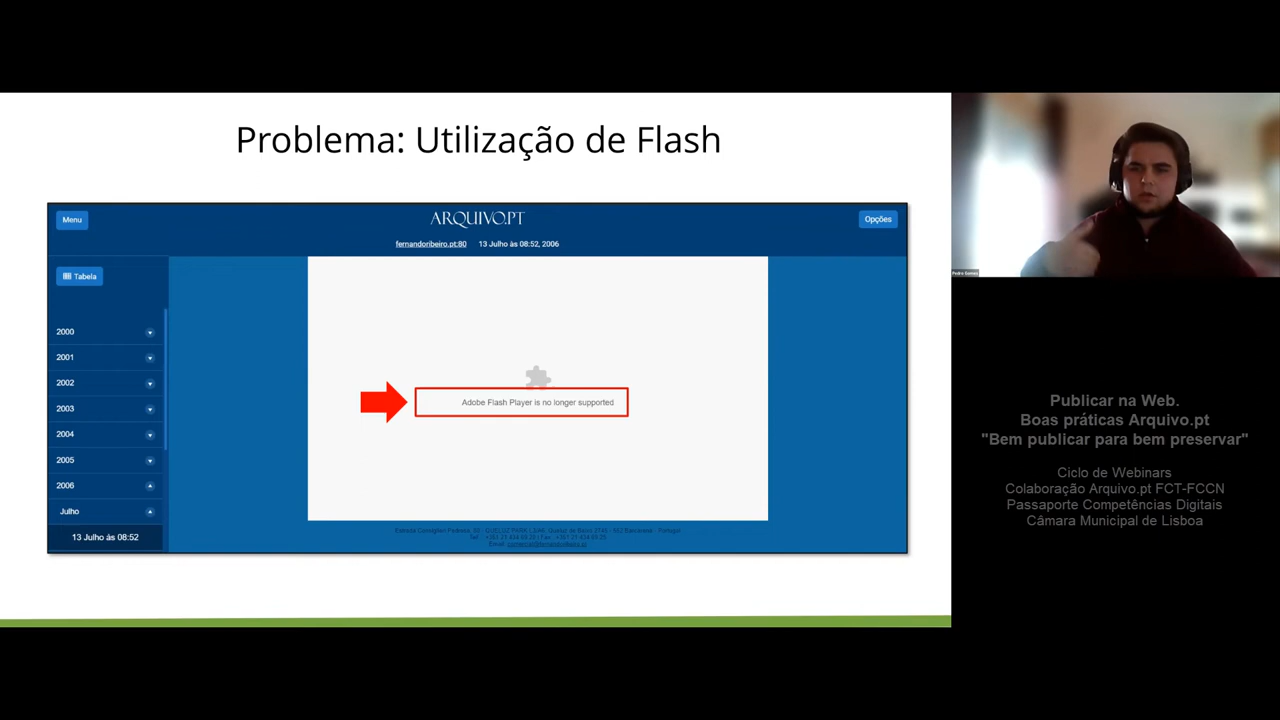 Problema: Utilização de Flash
Menu
ARQUIVO.PT
Opções
fernandoribeiro.pt:80 13 Julho às 08:52, 2006
Tabela
2000
2001
2002
2003
2004
2005
2006
Julho
13 Julho às 08:52
Adobe Flash Player is no longer supported
Pedro Gomes
Publicar na Web.
Boas práticas Arquivo.pt
"Bem publicar para bem preservar"
Ciclo de Webinars
Colaboração Arquivo.pt FCT-FCCN
Passaporte Competências Digitais
Câmara Municipal de Lisboa